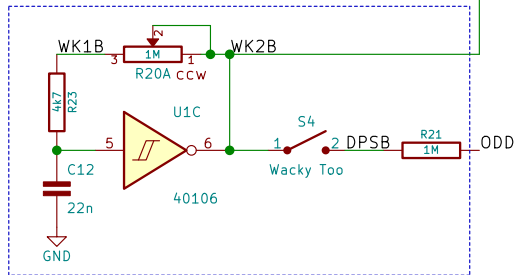 2
WK1B
WK2B
3
1M
1
R20A
CCW
4k7
R23
U1C
S4
5
6
1
2
DPSB
R21
1M
ODD
C12
Wacky Too
22n
40106
GND